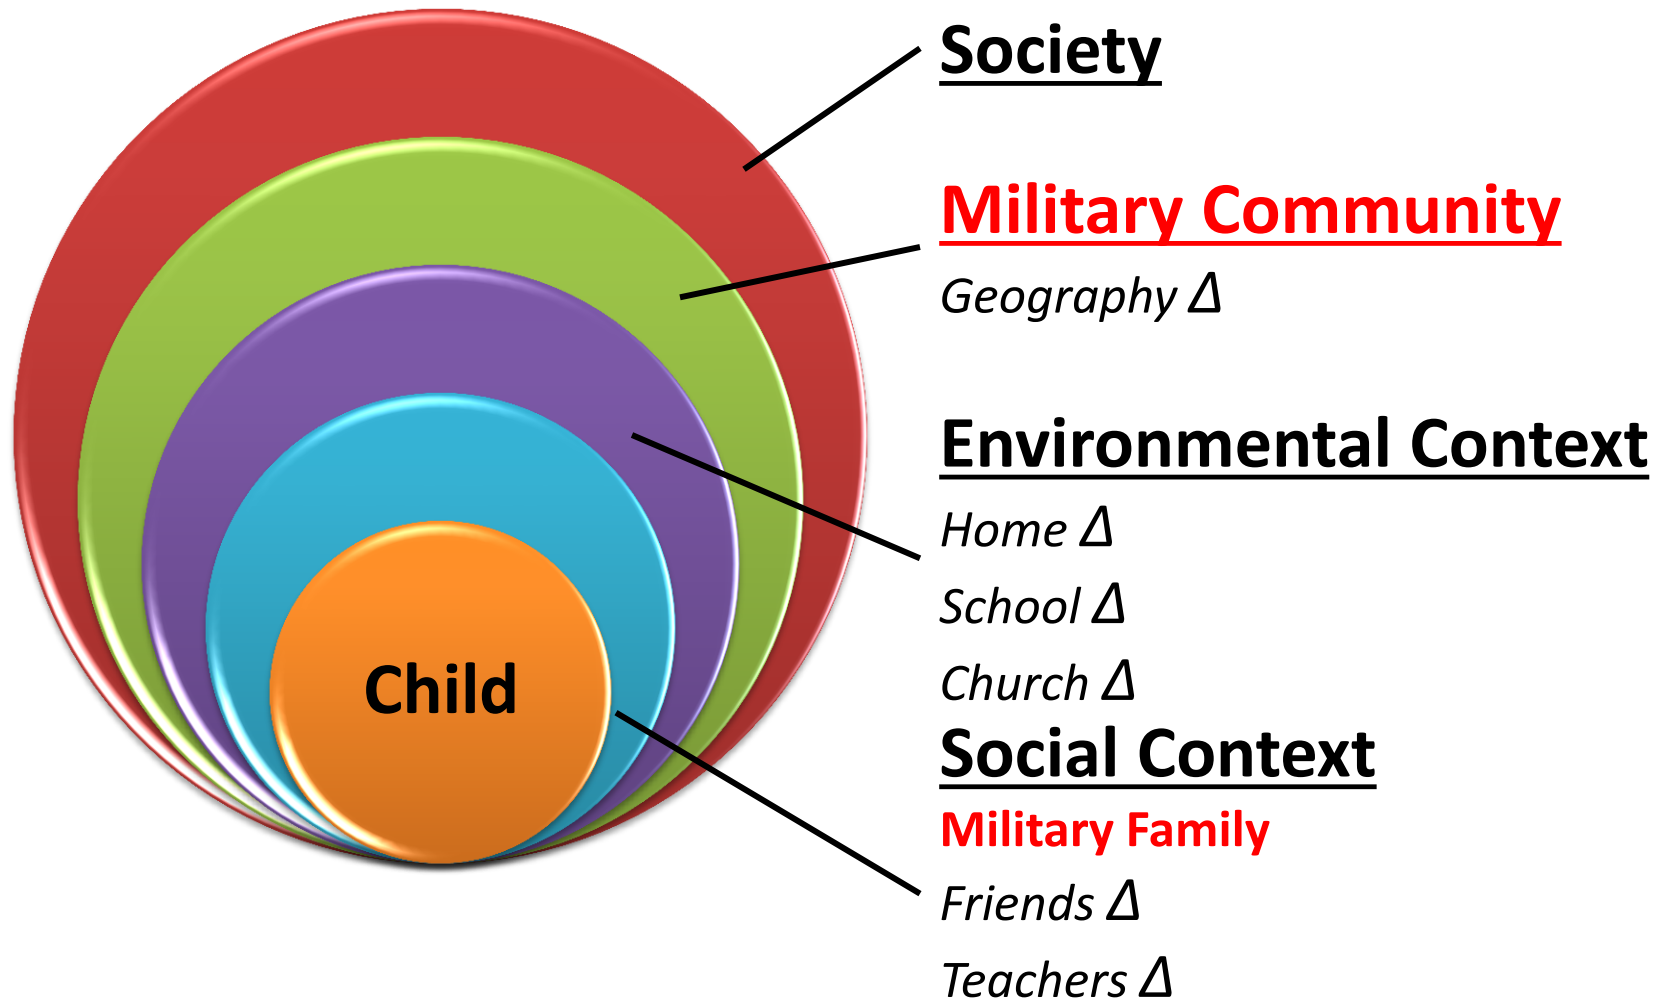 Society
Military Community
Geography Δ
Environmental Context
Home Δ
School Δ
Church Δ
Child
Social Context
Military Family
Friends Δ
Teachers Δ